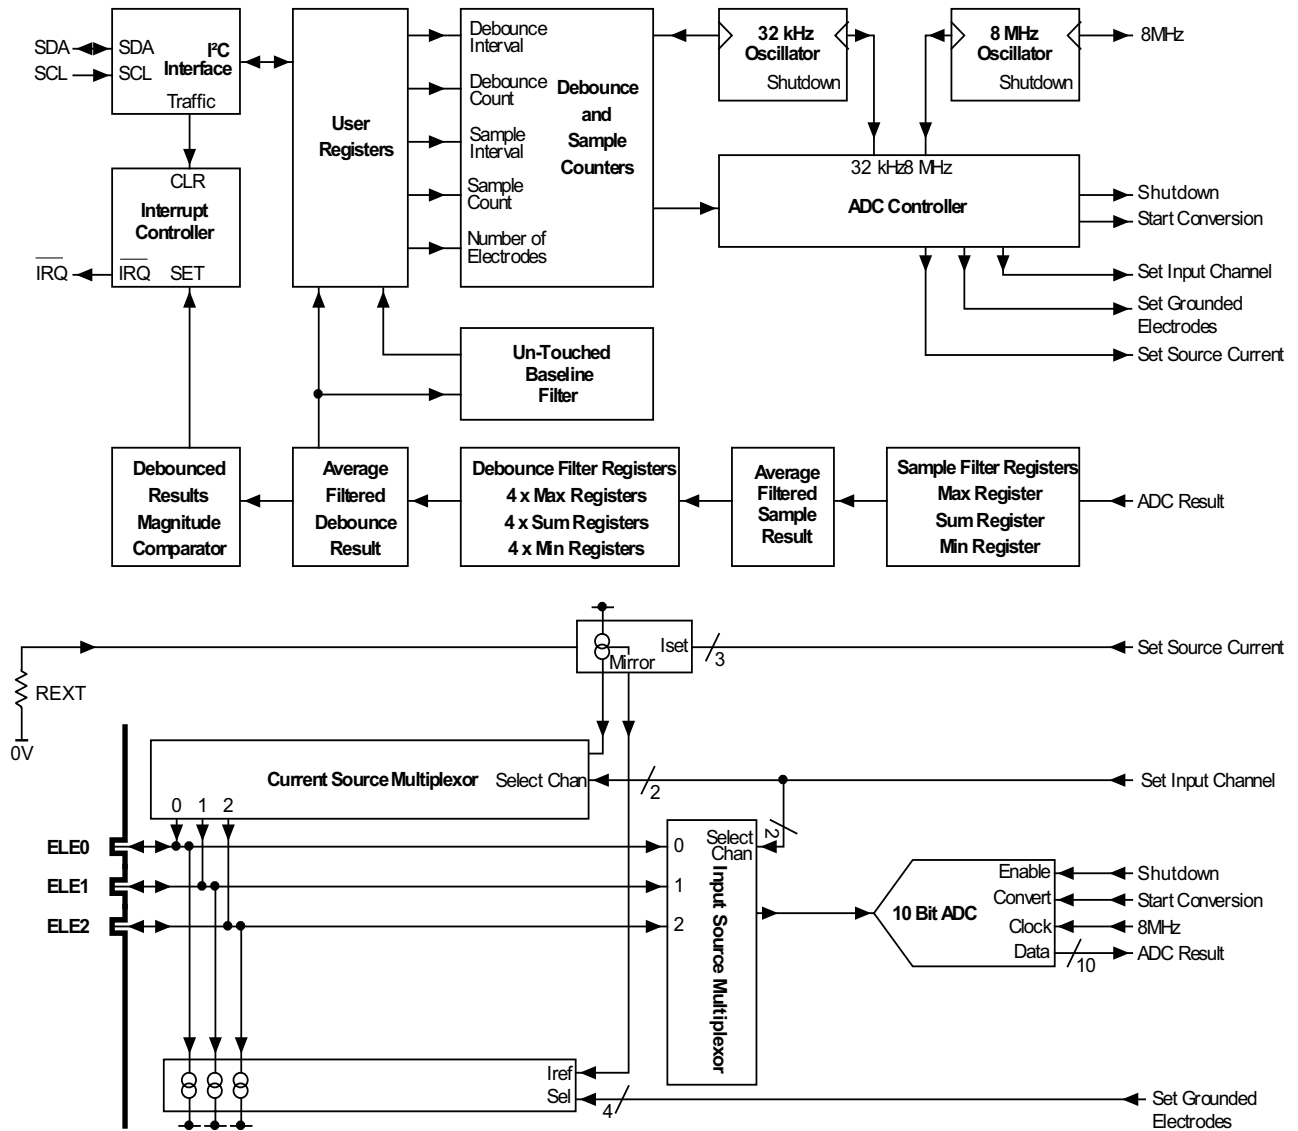 SDA
SDA
SCL
SCL
I²C
Interface
Traffic
CLR
Interrupt
Controller
IRQ
IRQ
SET
User
Registers
Debounce
Interval
Debounce
Count
Sample
Interval
Sample
Count
Number of
Electrodes
Debounce
and
Sample
Counters
32 kHz
Oscillator
Shutdown
8 MHz
Oscillator
Shutdown
8MHz
32 kHz
8 MHz
ADC Controller
Shutdown
Start Conversion
Set Input Channel
Set Grounded
Electrodes
Set Source Current
Un-Touched
Baseline
Filter
Debounced
Results
Magnitude
Comparator
Average
Filtered
Debounce
Result
Debounce Filter Registers
4 x Max Registers
4 x Sum Registers
4 x Min Registers
Average
Filtered
Sample
Result
Sample Filter Registers
Max Register
Sum Register
Min Register
ADC Result
REXT
0V
Iset
Mirror
3
Set Source Current
Current Source Multiplexor
Select Chan
2
Set Input Channel
0 1 2
ELE0
ELE1
ELE2
0
1
2
Select
Chan
2
Input Source Multiplexor
10 Bit ADC
Enable
Convert
Clock
Data
10
Shutdown
Start Conversion
8MHz
ADC Result
Iref
Sel
4
Set Grounded
Electrodes